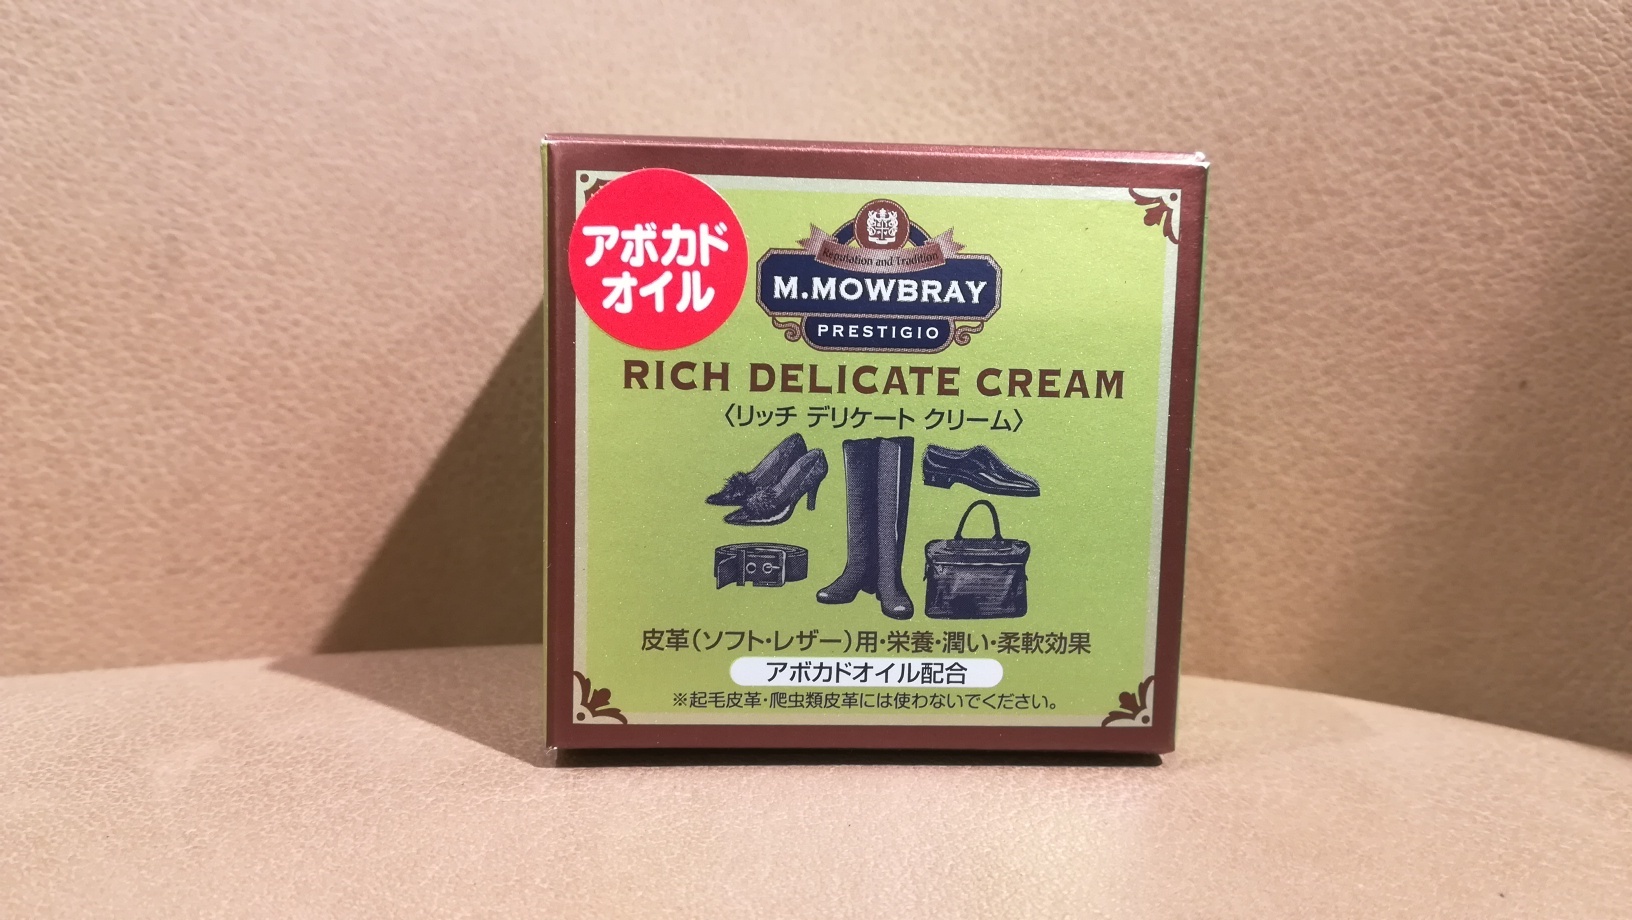 アボカド
オイル
Reputation and Tradition
M.MOWBRAY
PRESTIGIO
RICH DELICATE CREAM
〈リッチ デリケート クリーム〉
皮革(ソフト・レザー)用・栄養・潤い・柔軟効果
アボカドオイル配合
※起毛皮革・爬虫類皮革には使わないでください。